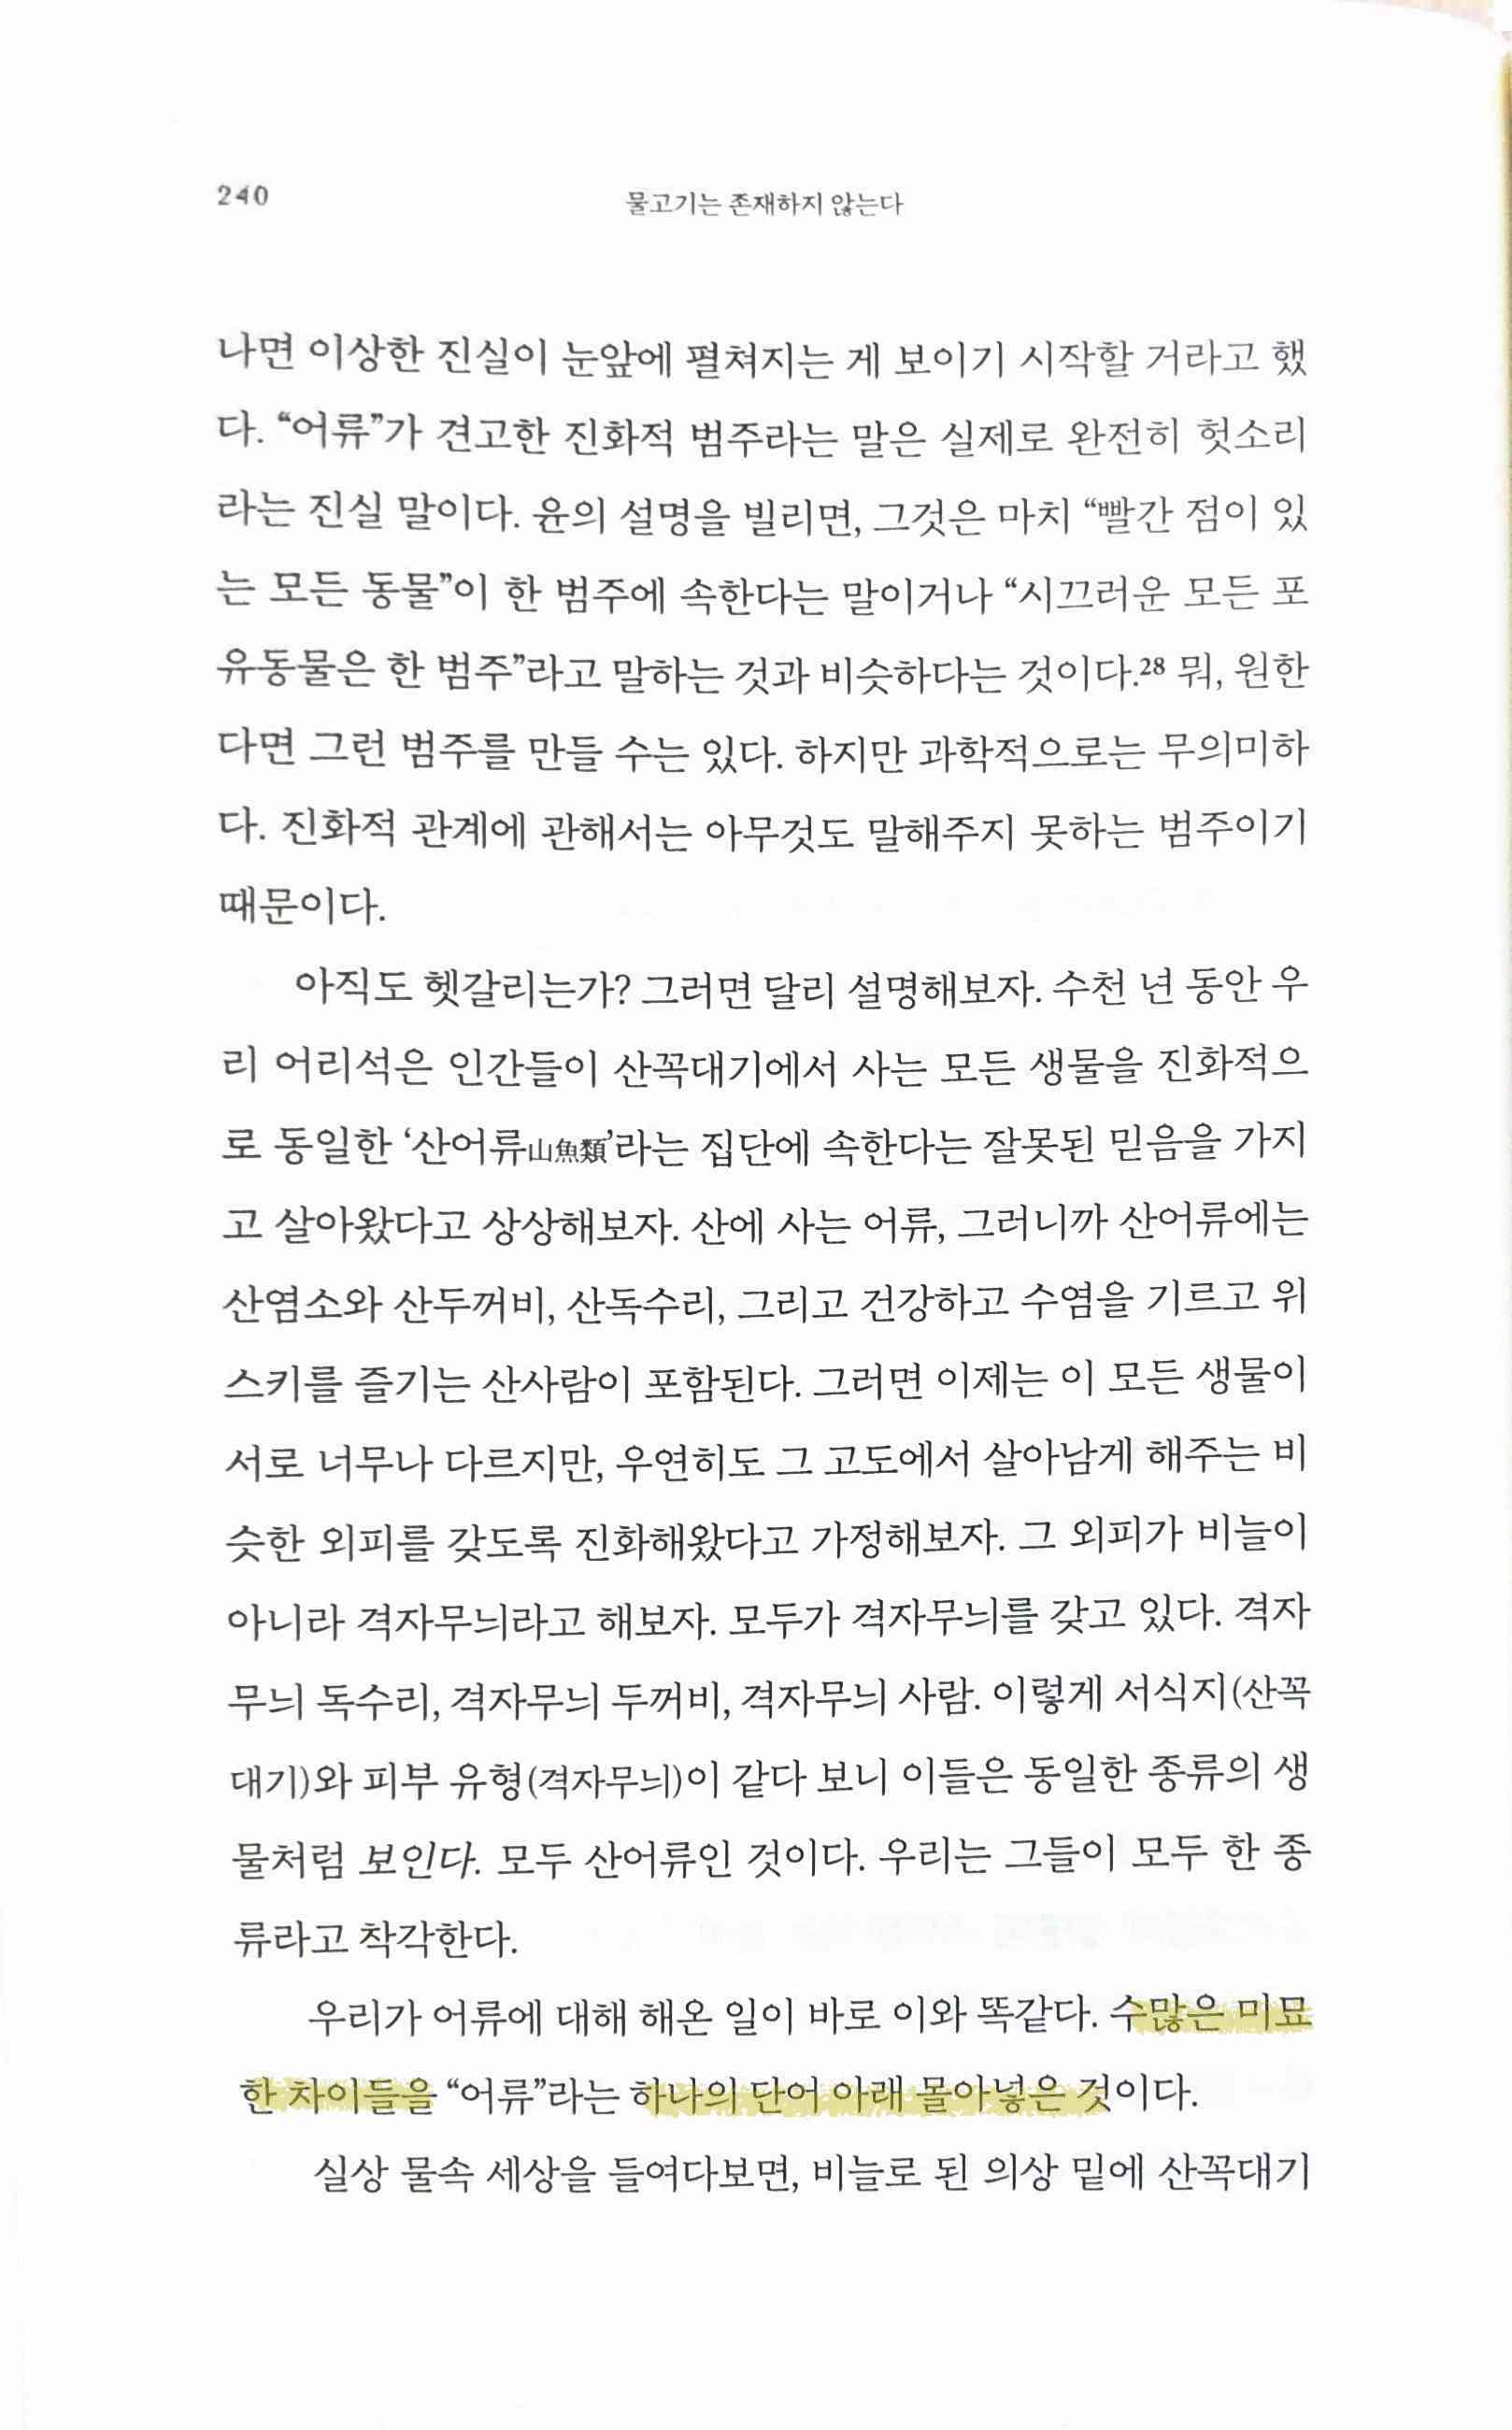 240
물고기는 존재하지 않는다
나면 이상한 진실이 눈앞에 펼쳐지는 게 보이기 시작할 거라고 했
다. “어류”가 견고한 진화적 범주라는 말은 실제로 완전히 헛소리
라는 진실 말이다. 윤의 설명을 빌리면, 그것은 마치 “빨간 점이 있
는 모든 동물”이 한 범주에 속한다는 말이거나 “시끄러운 모든 포
유동물은 한 범주”라고 말하는 것과 비슷하다는 것이다.28 뭐, 원한
다면 그런 범주를 만들 수는 있다. 하지만 과학적으로는 무의미하
다. 진화적 관계에 관해서는 아무것도 말해주지 못하는 범주이기
때문이다.
아직도 헷갈리는가? 그러면 달리 설명해보자. 수천 년 동안 우
리 어리석은 인간들이 산꼭대기에서 사는 모든 생물을 진화적으
로 동일한 ‘산어류山魚類’라는 집단에 속한다는 잘못된 믿음을 가지
고 살아왔다고 상상해보자. 산에 사는 어류, 그러니까 산어류에는
산염소와 산두꺼비, 산독수리, 그리고 건강하고 수염을 기르고 위
스키를 즐기는 산사람이 포함된다. 그러면 이제는 이 모든 생물이
서로 너무나 다르지만, 우연히도 그 고도에서 살아남게 해주는 비
슷한 외피를 갖도록 진화해왔다고 가정해보자. 그 외피가 비늘이
아니라 격자무늬라고 해보자. 모두가 격자무늬를 갖고 있다. 격자
무늬 독수리, 격자무늬 두꺼비, 격자무늬 사람. 이렇게 서식지(산꼭
대기)와 피부 유형(격자무늬)이 같다 보니 이들은 동일한 종류의 생
물처럼 보인다. 모두 산어류인 것이다. 우리는 그들이 모두 한 종
류라고 착각한다.
우리가 어류에 대해 해온 일이 바로 이와 똑같다. 수많은 미묘
한 차이들을 “어류”라는 하나의 단어 아래 몰아넣은 것이다.
실상 물속 세상을 들여다보면, 비늘로 된 의상 밑에 산꼭대기